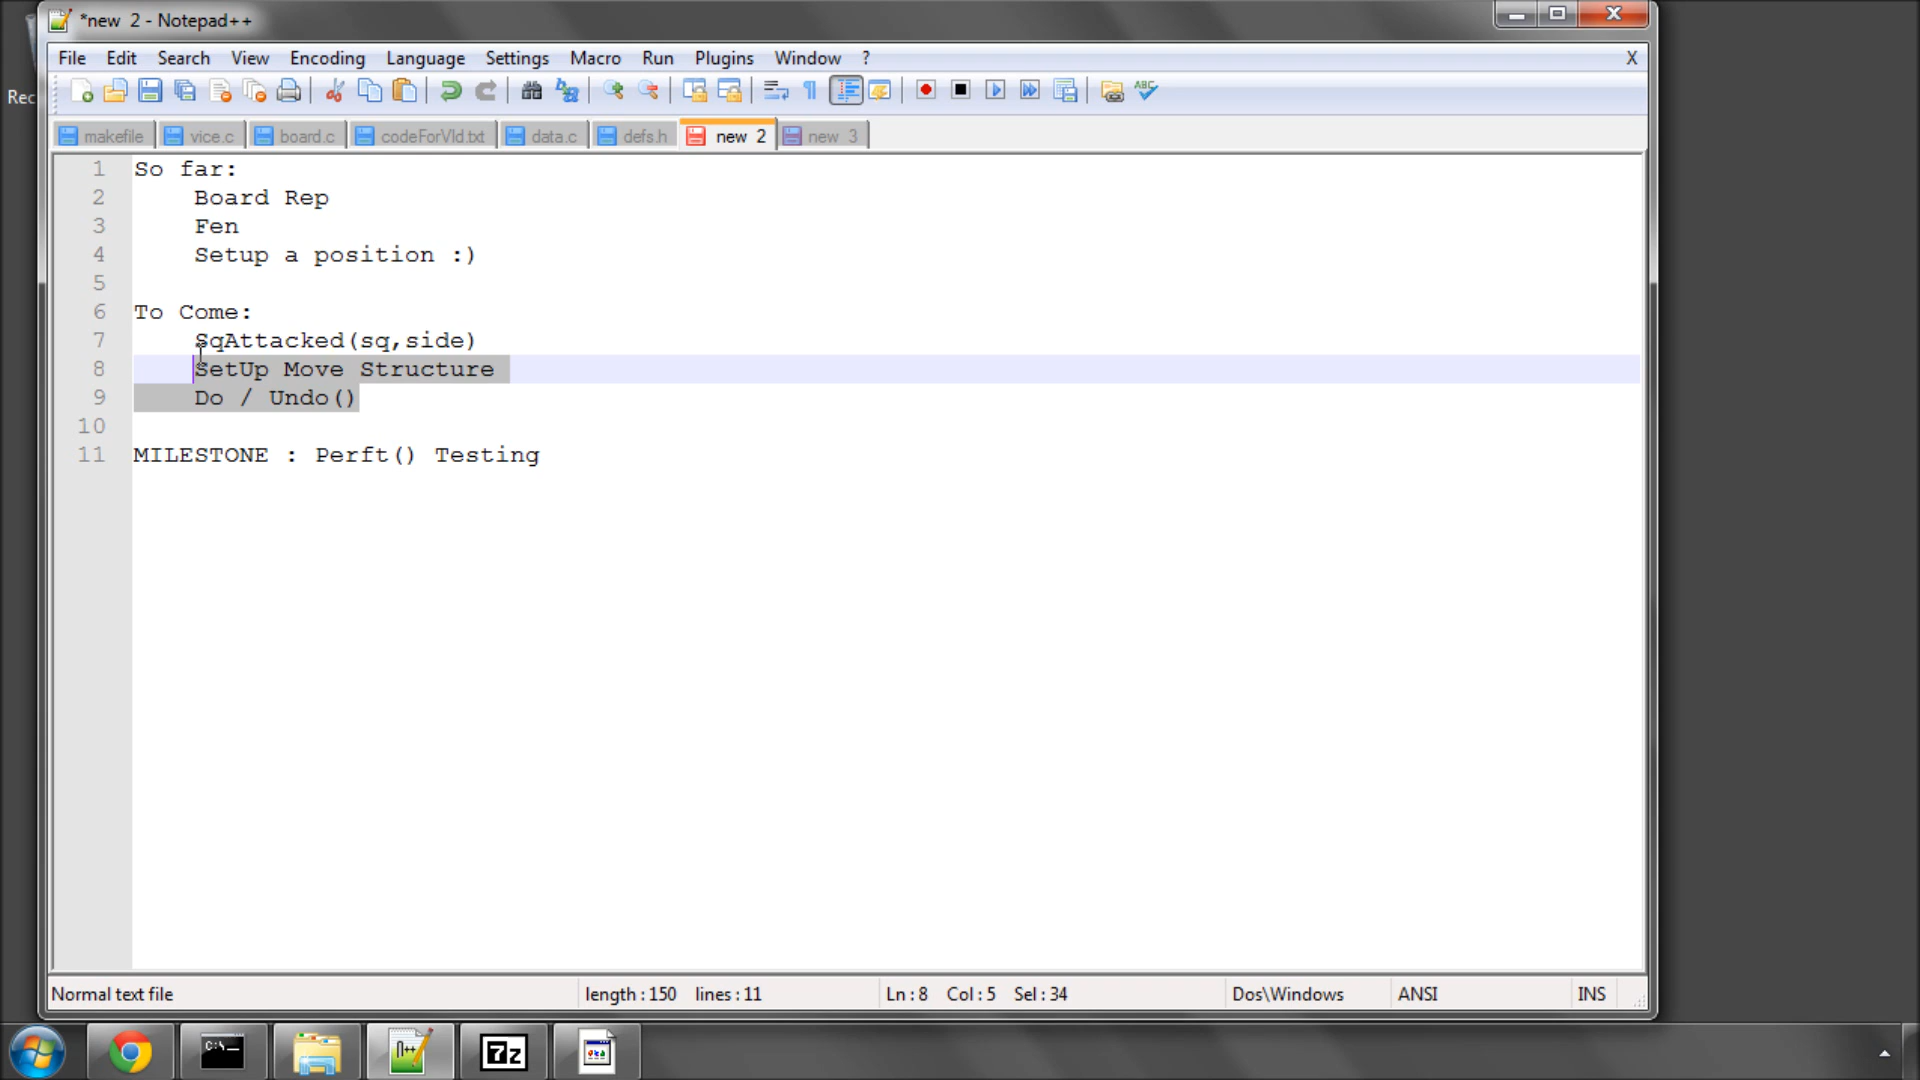 *new  2 - Notepad++
Rec
File Edit Search View Encoding Language Settings Macro Run Plugins Window ? X
ABC
makefile vice.c board.c codeForVId.txt data.c defs.h new  2 new  3
1 So far:
2 Board Rep
3 Fen
4 Setup a position :)
5
6 To Come:
7 SqAttacked(sq,side)
8 SetUp Move Structure
9 Do / Undo()
10
11 MILESTONE : Perft() Testing
Normal text file length : 150 lines : 11 Ln : 8 Col : 5 Sel : 34 Dos\Windows ANSI INS
C:\ 7z